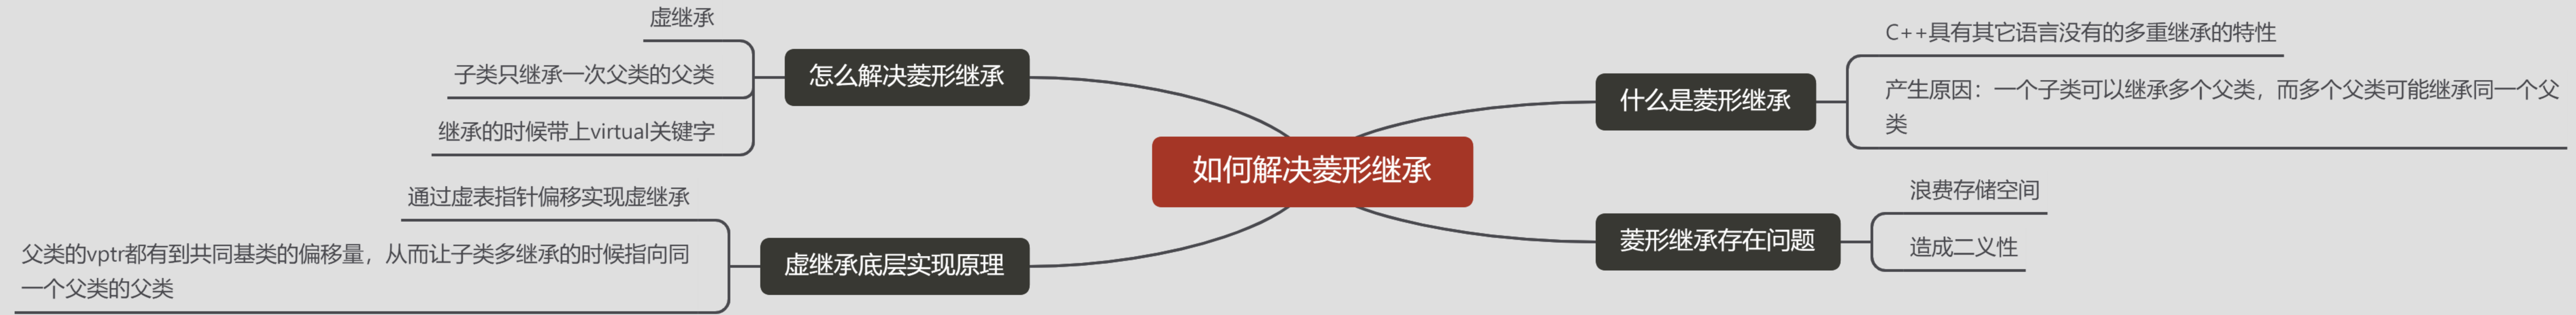 如何解决菱形继承
什么是菱形继承
C++具有其它语言没有的多重继承的特性
产生原因：一个子类可以继承多个父类，而多个父类可能继承同一个父
类
菱形继承存在问题
浪费存储空间
造成二义性
怎么解决菱形继承
虚继承
子类只继承一次父类的父类
继承的时候带上virtual关键字
虚继承底层实现原理
通过虚表指针偏移实现虚继承
父类的vptr都有到共同基类的偏移量，从而让子类多继承的时候指向同
一个父类的父类